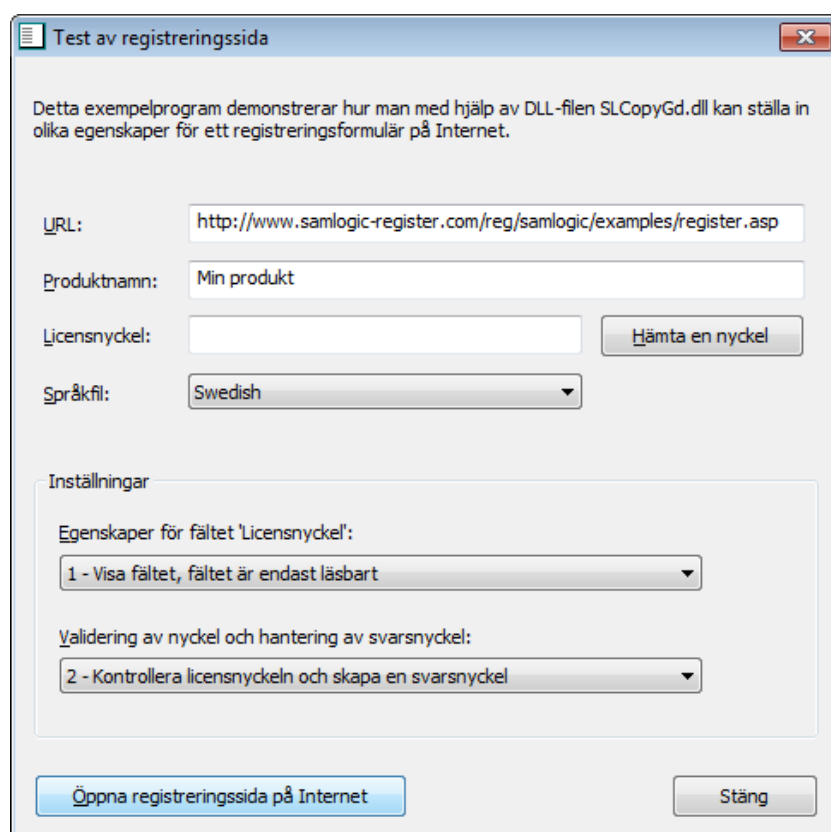 Test av registreringssida
Detta exempelprogram demonstrerar hur man med hjälp av DLL-filen SLCopyGd.dll kan ställa in
olika egenskaper för ett registreringsformulär på Internet.
URL:
http://www.samlogic-register.com/reg/samlogic/examples/register.asp
Produktnamn:
Min produkt
Licensnyckel:
Hämta en nyckel
Språkfil:
Swedish
Inställningar
Egenskaper för fältet 'Licensnyckel':
1 - Visa fältet, fältet är endast läsbart
Validering av nyckel och hantering av svarsnyckel:
2 - Kontrollera licensnyckeln och skapa en svarsnyckel
Öppna registreringssida på Internet
Stäng